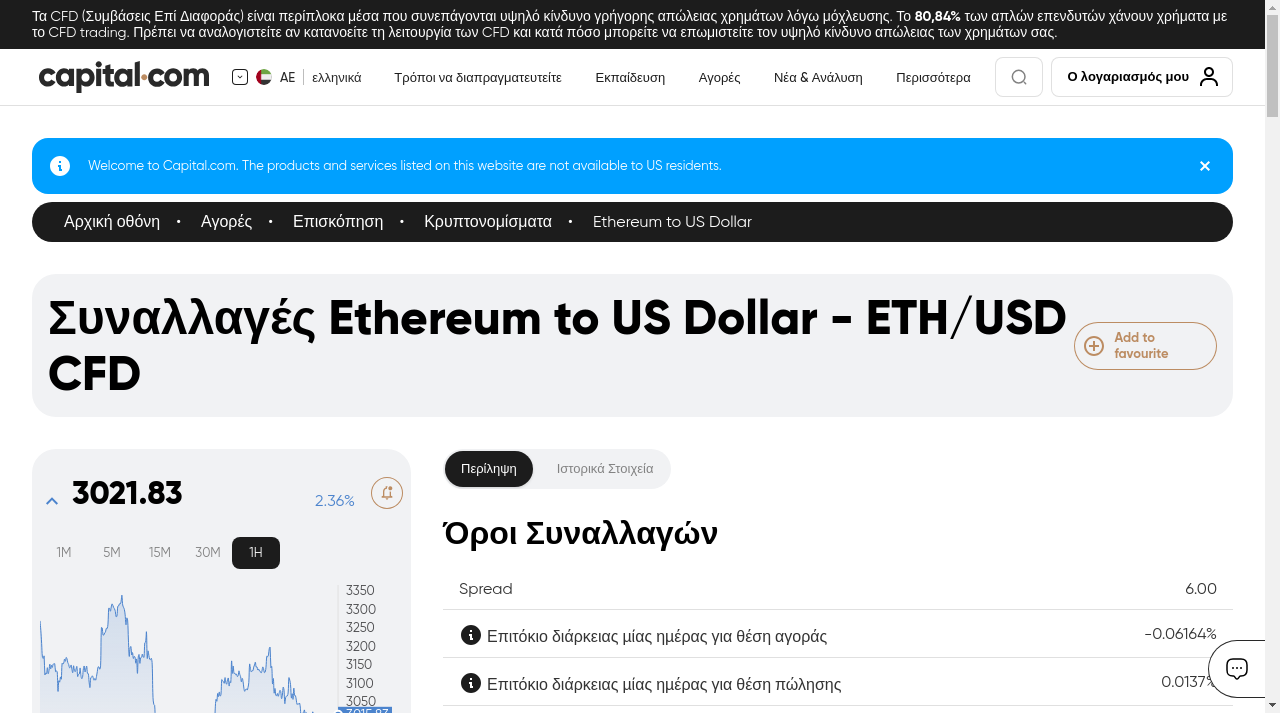 Τα CFD (Συμβάσεις Επί Διαφοράς) είναι περίπλοκα μέσα που συνεπάγονται υψηλό κίνδυνο γρήγορης απώλειας χρημάτων λόγω μόχλευσης. Το 80,84% των απλών επενδυτών χάνουν χρήματα με
το CFD trading. Πρέπει να αναλογιστείτε αν κατανοείτε τη λειτουργία των CFD και κατά πόσο μπορείτε να επωμιστείτε τον υψηλό κίνδυνο απώλειας των χρημάτων σας.
capital.com AE ελληνικά Τρόποι να διαπραγματευτείτε Εκπαίδευση Αγορές Νέα & Ανάλυση Περισσότερα Ο λογαριασμός μου
Welcome to Capital.com. The products and services listed on this website are not available to US residents.
Αρχική οθόνη • Αγορές • Επισκόπηση • Κρυπτονομίσματα • Ethereum to US Dollar
Συναλλαγές Ethereum to US Dollar - ETH/USD
CFD
Add to
favourite
3021.83 2.36%
1M 5M 15M 30M 1H
3350
3300
3250
3200
3150
3100
3050
3015.83
Περίληψη Ιστορικά Στοιχεία
Όροι Συναλλαγών
Spread 6.00
Επιτόκιο διάρκειας μίας ημέρας για θέση αγοράς -0.06164%
Επιτόκιο διάρκειας μίας ημέρας για θέση πώλησης 0.0137%